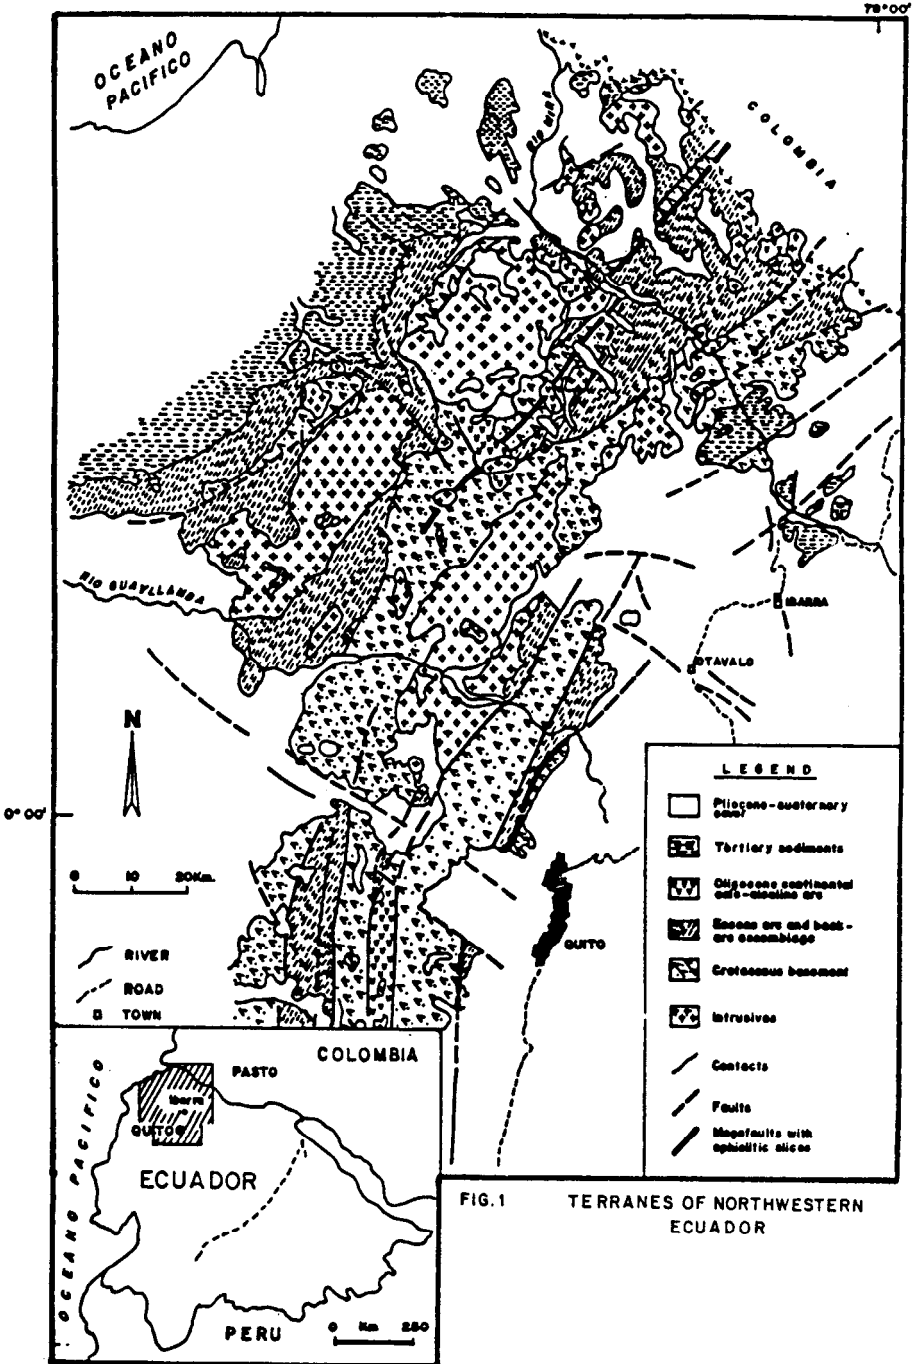 78°00'
OCEANO
PACIFICO
RIO MIRA
COLOMBIA
RIO GUAYLLAMBA
IBARRA
OTAVALO
N
0° 00'
0 10 20Km.
RIVER
ROAD
TOWN
QUITO
LEGEND
Pliocene-quaternary
cover
Tertiary sediments
Oligocene continental
calc-alkaline arc
Eocene arc and back-
arc assemblage
Cretaceous basement
Intrusives
Contacts
Faults
Megafaults with
ophiolitic slices
COLOMBIA
PASTO
Ibarra
QUITO
ECUADOR
OCEANO PACIFICO
PERU
0 Km 250
FIG.1 TERRANES OF NORTHWESTERN
ECUADOR